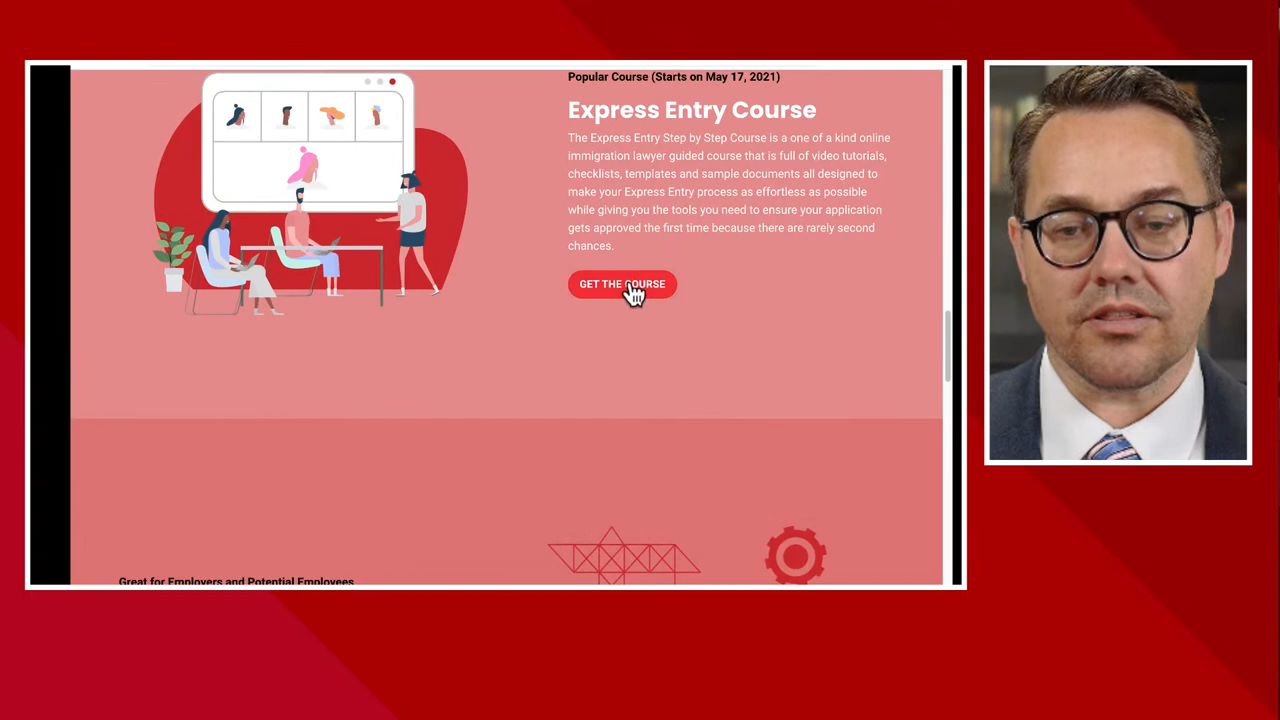 Popular Course (Starts on May 17, 2021)
Express Entry Course
The Express Entry Step by Step Course is a one of a kind online
immigration lawyer guided course that is full of video tutorials,
checklists, templates and sample documents all designed to
make your Express Entry process as effortless as possible
while giving you the tools you need to ensure your application
gets approved the first time because there are rarely second
chances.
GET THE COURSE
Great for Employers and Potential Employees